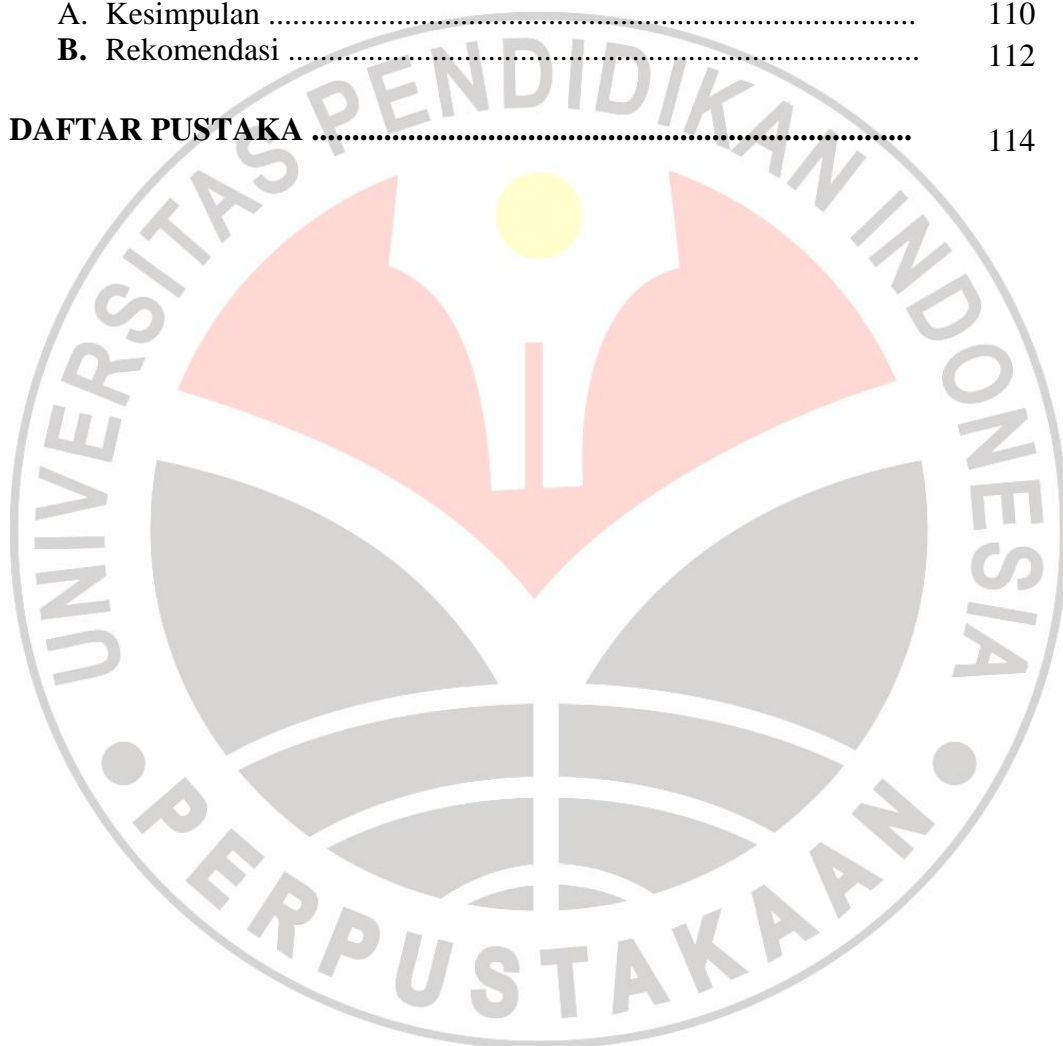 A. Kesimpulan ................................................................................. 110
B. Rekomendasi ............................................................................... 112
DAFTAR PUSTAKA ........................................................................... 114
UNIVERSITAS PENDIDIKAN INDONESIA
PERPUSTAKAAN